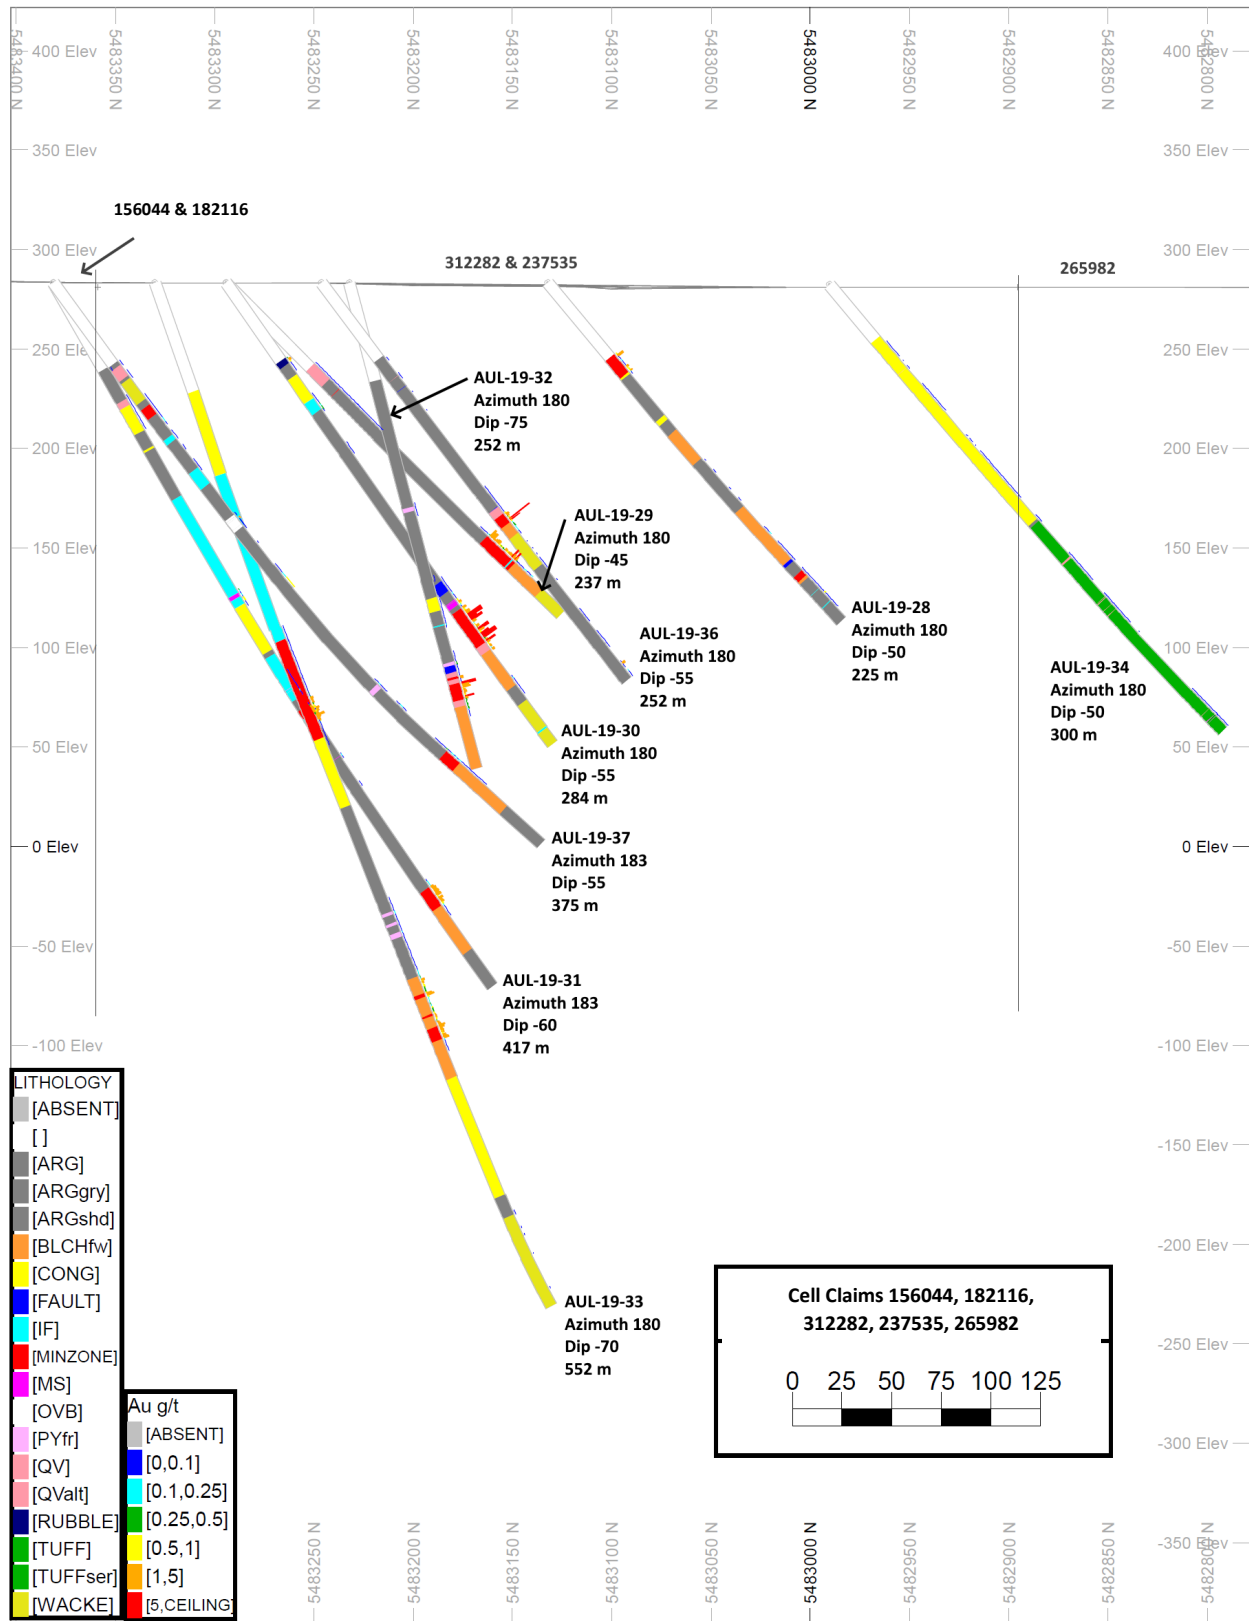 5483400 N
5483350 N
5483300 N
5483250 N
5483200 N
5483150 N
5483100 N
5483050 N
5483000 N
5482950 N
5482900 N
5482850 N
5482800 N
400 Elev
400 Elev
350 Elev
350 Elev
156044 & 182116
300 Elev
300 Elev
312282 & 237535
265982
250 Elev
250 Elev
AUL-19-32
Azimuth 180
Dip -75
252 m
200 Elev
200 Elev
AUL-19-29
Azimuth 180
Dip -45
237 m
150 Elev
150 Elev
AUL-19-28
Azimuth 180
Dip -50
225 m
AUL-19-36
Azimuth 180
Dip -55
252 m
100 Elev
100 Elev
AUL-19-34
Azimuth 180
Dip -50
300 m
AUL-19-30
Azimuth 180
Dip -55
284 m
50 Elev
50 Elev
AUL-19-37
Azimuth 183
Dip -55
375 m
0 Elev
0 Elev
-50 Elev
-50 Elev
AUL-19-31
Azimuth 183
Dip -60
417 m
-100 Elev
-100 Elev
-150 Elev
-200 Elev
-250 Elev
-300 Elev
-350 Elev
AUL-19-33
Azimuth 180
Dip -70
552 m
LITHOLOGY
[ABSENT]
[ ]
[ARG]
[ARGgry]
[ARGshd]
[BLCHfw]
[CONG]
[FAULT]
[IF]
[MINZONE]
[MS]
[OVB]
[PYfr]
[QV]
[QValt]
[RUBBLE]
[TUFF]
[TUFFser]
[WACKE]
Au g/t
[ABSENT]
[0,0.1]
[0.1,0.25]
[0.25,0.5]
[0.5,1]
[1,5]
[5,CEILING]
Cell Claims 156044, 182116,
312282, 237535, 265982
0 25 50 75 100 125
5483250 N
5483200 N
5483150 N
5483100 N
5483050 N
5483000 N
5482950 N
5482900 N
5482850 N
5482800 N